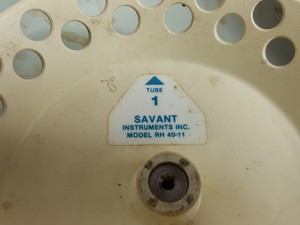 TUBE
1
SAVANT
INSTRUMENTS INC.
MODEL RH 40-11